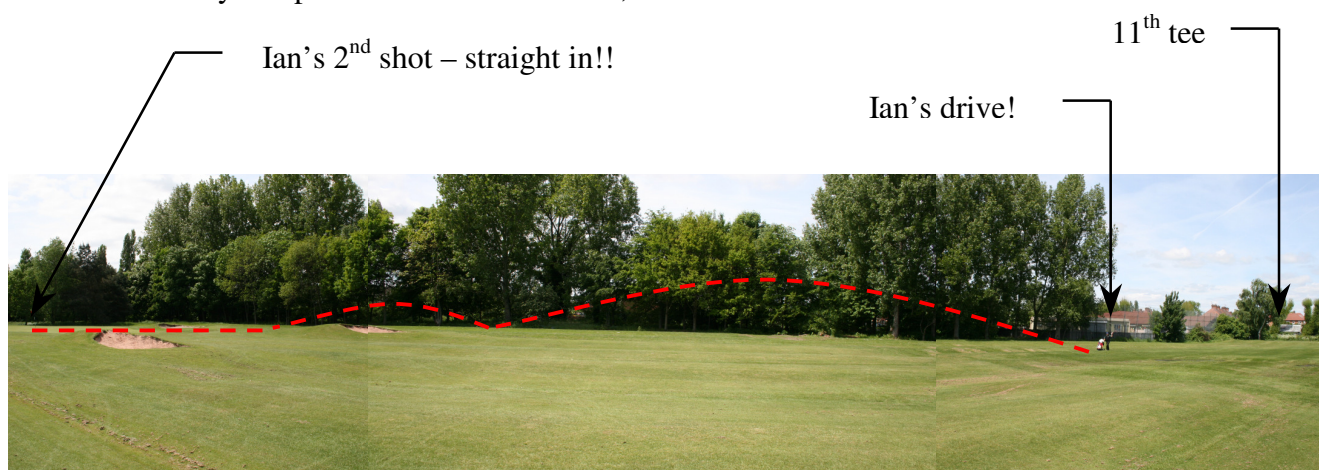 11th tee
Ian's 2nd shot – straight in!!
Ian's drive!